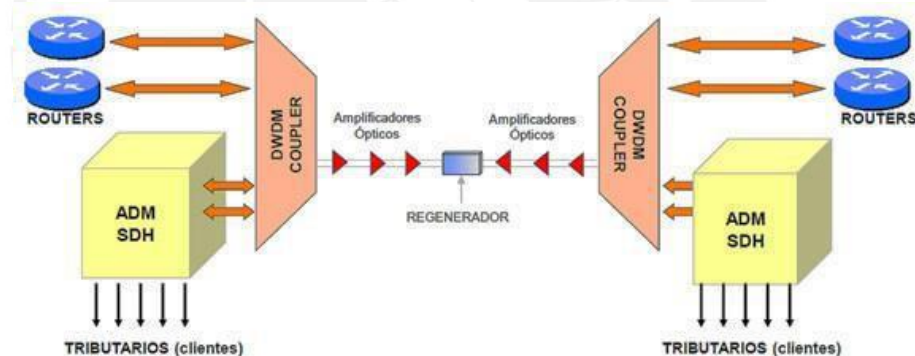 ROUTERS
DWDM
COUPLER
Amplificadores
Ópticos
Amplificadores
Ópticos
DWDM
COUPLER
ROUTERS
REGENERADOR
ADM
SDH
ADM
SDH
TRIBUTARIOS (clientes)
TRIBUTARIOS (clientes)